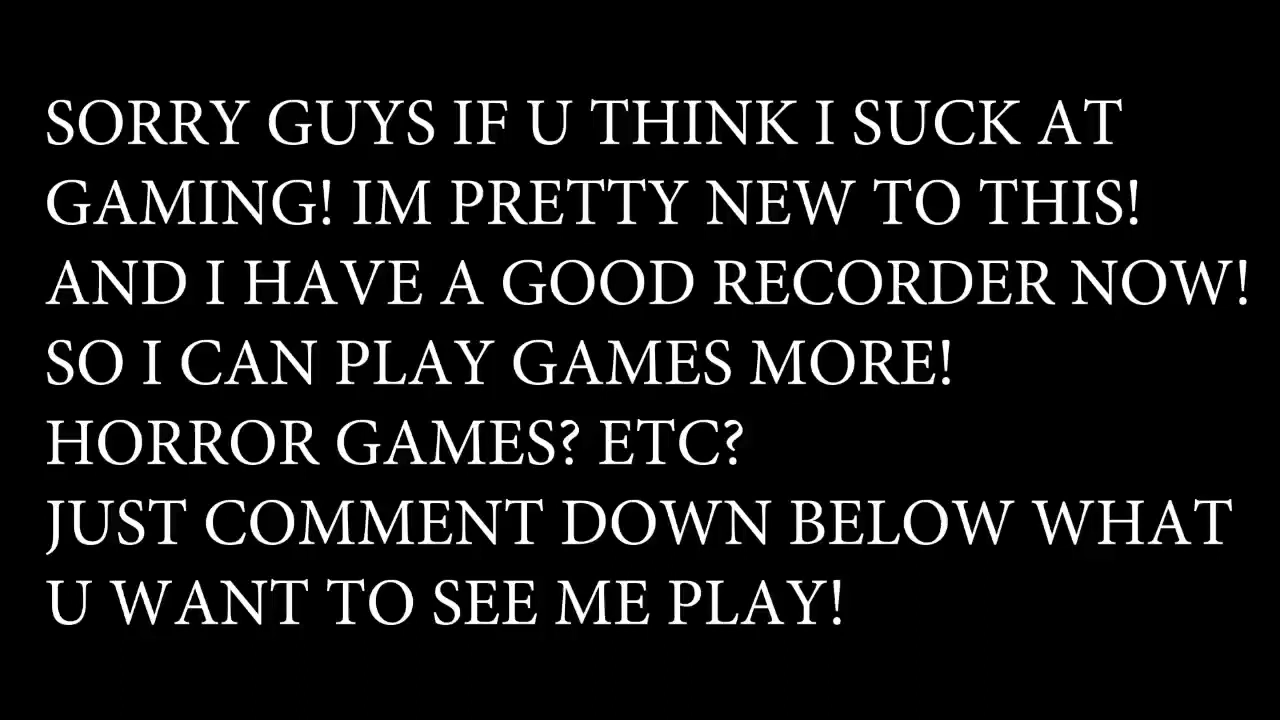 SORRY GUYS IF U THINK I SUCK AT
GAMING! IM PRETTY NEW TO THIS!
AND I HAVE A GOOD RECORDER NOW!
SO I CAN PLAY GAMES MORE!
HORROR GAMES? ETC?
JUST COMMENT DOWN BELOW WHAT
U WANT TO SEE ME PLAY!